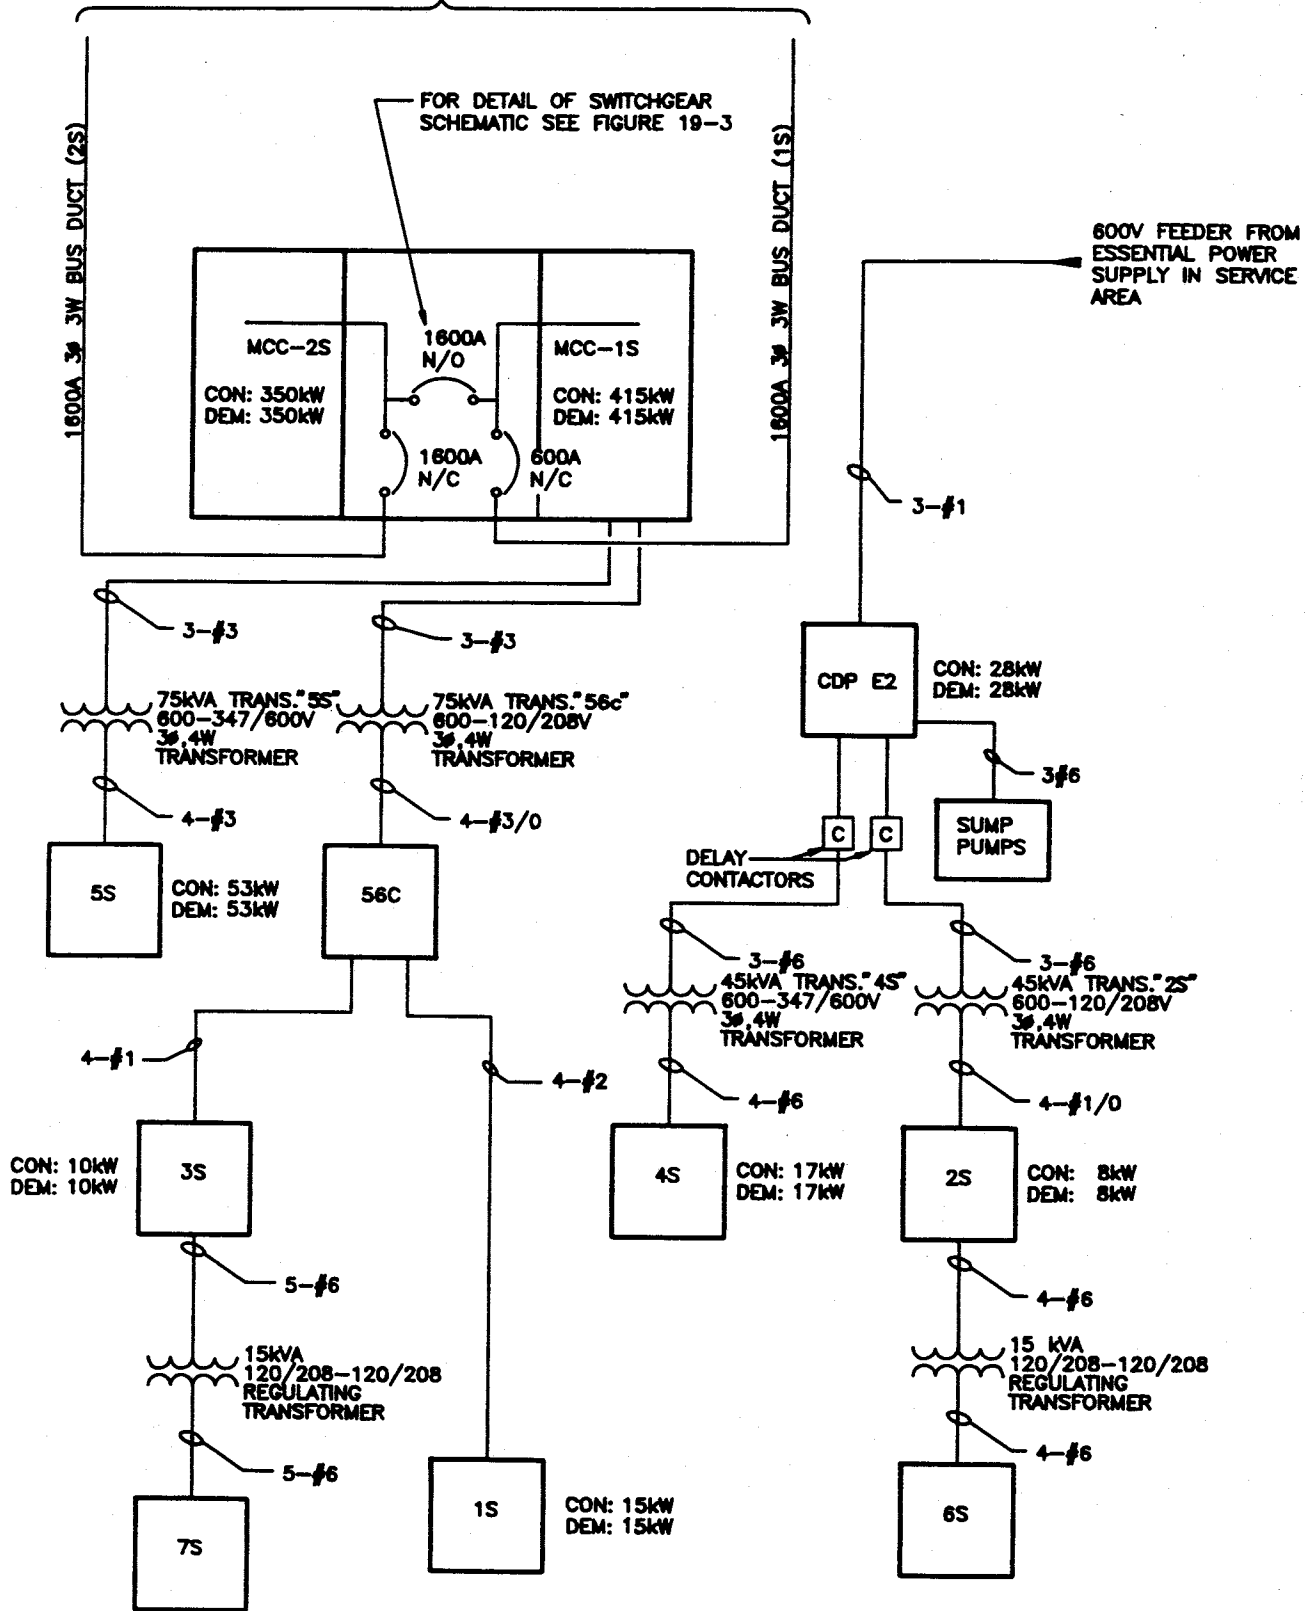 FOR DETAIL OF SWITCHGEAR
SCHEMATIC SEE FIGURE 19-3
1600A 3ø 3W BUS DUCT (2S)
1600A 3ø 3W BUS DUCT (1S)
600V FEEDER FROM
ESSENTIAL POWER
SUPPLY IN SERVICE
AREA
MCC-2S
CON: 350kW
DEM: 350kW
1600A
N/O
MCC-1S
CON: 415kW
DEM: 415kW
1600A
N/C
600A
N/C
3-#1
3-#3
3-#3
75kVA TRANS."5S"
600-347/600V
3ø,4W
TRANSFORMER
75kVA TRANS."56c"
600-120/208V
3ø,4W
TRANSFORMER
CDP E2
CON: 28kW
DEM: 28kW
3#6
4-#3
4-#3/0
C
C
SUMP
PUMPS
DELAY
CONTACTORS
5S
CON: 53kW
DEM: 53kW
56C
3-#6
3-#6
45kVA TRANS."4S"
600-347/600V
3ø,4W
TRANSFORMER
45kVA TRANS."2S"
600-120/208V
3ø,4W
TRANSFORMER
4-#1
4-#2
4-#6
4-#1/0
CON: 10kW
DEM: 10kW
3S
4S
CON: 17kW
DEM: 17kW
2S
CON: 8kW
DEM: 8kW
5-#6
4-#6
15kVA
120/208-120/208
REGULATING
TRANSFORMER
15 kVA
120/208-120/208
REGULATING
TRANSFORMER
5-#6
4-#6
7S
1S
CON: 15kW
DEM: 15kW
6S